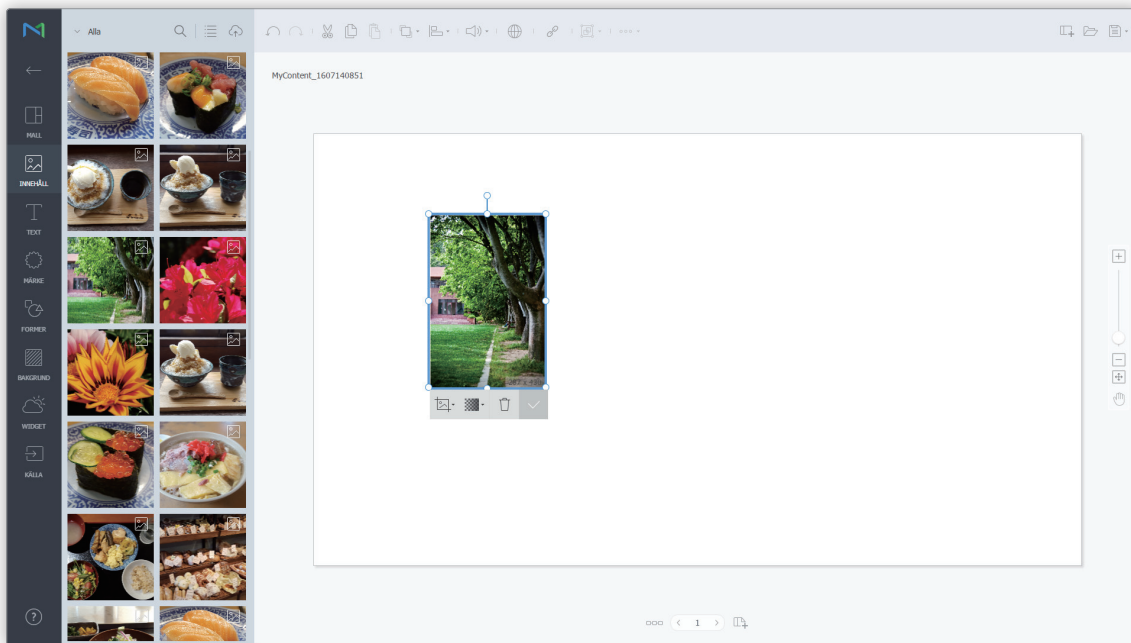 Alla
MyContent_1607140851
MALL
INNEHÅLL
TEXT
MÄRKE
FORMER
BAKGRUND
WIDGET
KÄLLA
?
1